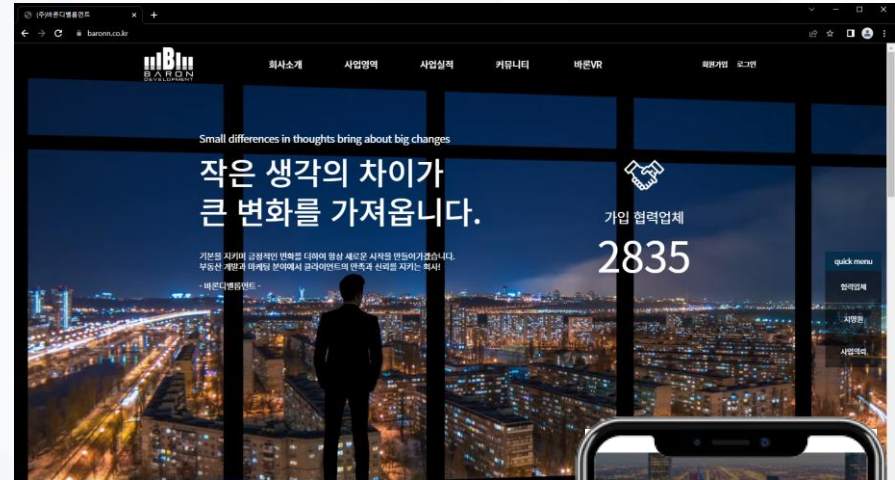 (주)바른디벨롭먼트
baronn.co.kr
BARON
DEVELOPMENT
회사소개 사업영역 사업실적 커뮤니티 바론VR 회원가입 로그인
Small differences in thoughts bring about big changes
작은 생각의 차이가
큰 변화를 가져옵니다.
기본을 지키며 긍정적인 변화를 더하여 항상 새로운 시작을 만들어가겠습니다.
부동산 개발과 마케팅 분야에서 클라이언트의 만족과 신뢰를 지키는 회사!
- 바론디벨롭먼트 -
가입 협력업체
2835
quick menu
협력업체
지명원
사업의뢰